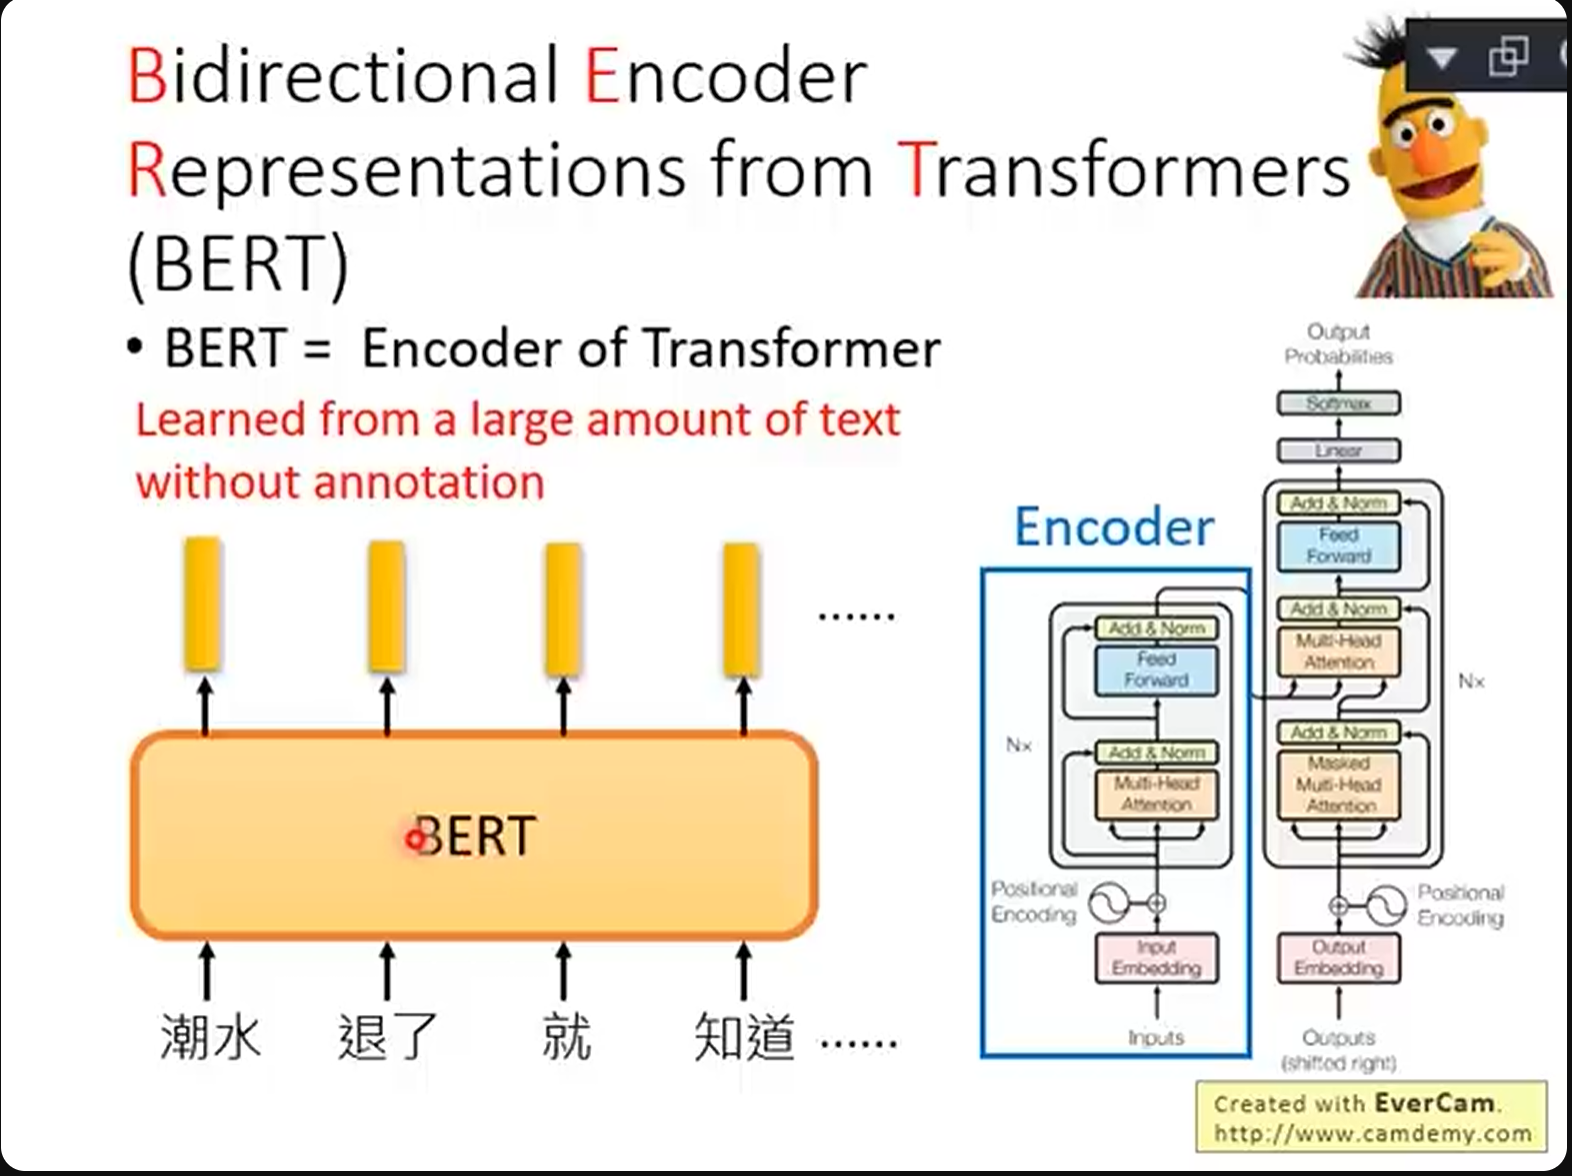 Bidirectional Encoder
Representations from Transformers
(BERT)
• BERT = Encoder of Transformer
Learned from a large amount of text
without annotation
......
BERT
潮水 退了 就 知道 ......
Encoder
Add & Norm
Feed
Forward
Add & Norm
Multi-Head
Attention
Nx
Positional
Encoding
Input
Embedding
Inputs
Output
Probabilities
Softmax
Linear
Add & Norm
Feed
Forward
Add & Norm
Multi-Head
Attention
Nx
Add & Norm
Masked
Multi-Head
Attention
Positional
Encoding
Output
Embedding
Outputs
(shifted right)
Created with EverCam.
http://www.camdemy.com